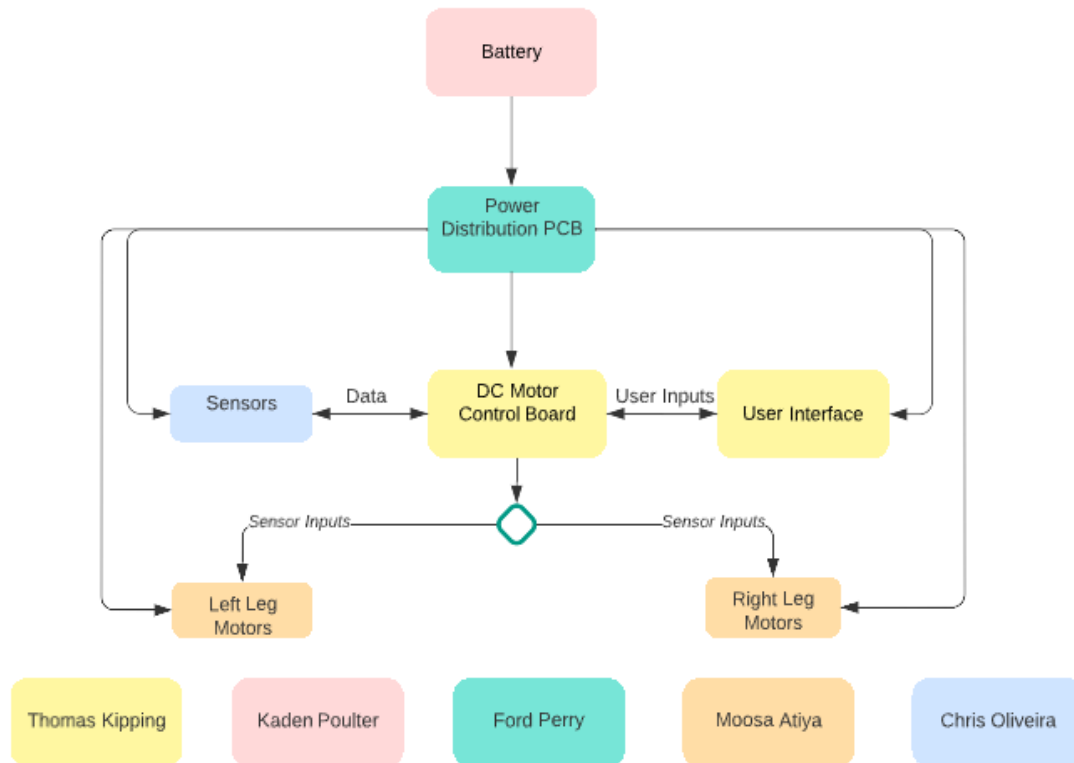 Battery
Power
Distribution PCB
Sensors
Data
DC Motor
Control Board
User Inputs
User Interface
Sensor Inputs
Sensor Inputs
Left Leg
Motors
Right Leg
Motors
Thomas Kipping
Kaden Poulter
Ford Perry
Moosa Atiya
Chris Oliveira